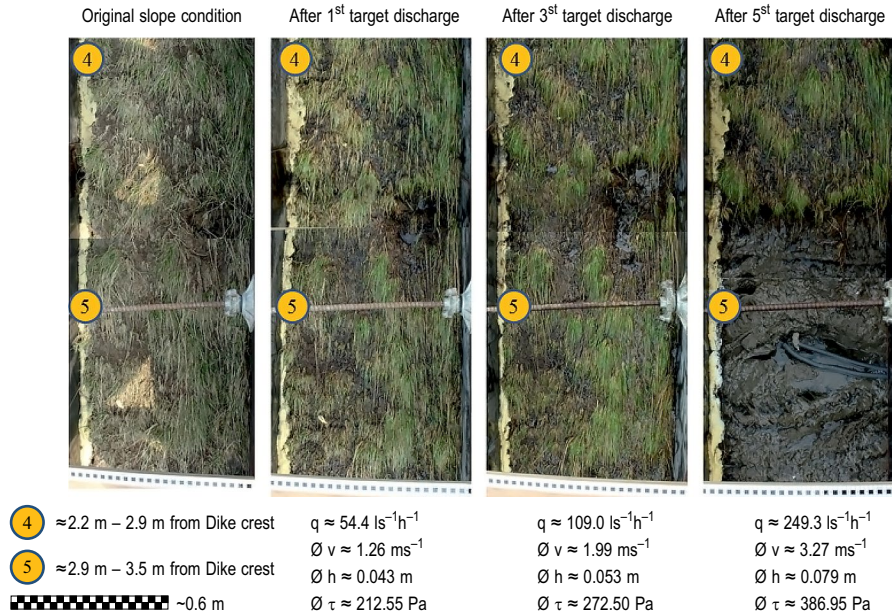 Original slope condition
After 1st target discharge
After 3st target discharge
After 5st target discharge
4
4
4
4
5
5
5
5
4 ≈2.2 m – 2.9 m from Dike crest
5 ≈2.9 m – 3.5 m from Dike crest
~0.6 m
q ≈ 54.4 ls⁻¹h⁻¹
Ø v ≈ 1.26 ms⁻¹
Ø h ≈ 0.043 m
Ø τ ≈ 212.55 Pa
q ≈ 109.0 ls⁻¹h⁻¹
Ø v ≈ 1.99 ms⁻¹
Ø h ≈ 0.053 m
Ø τ ≈ 272.50 Pa
q ≈ 249.3 ls⁻¹h⁻¹
Ø v ≈ 3.27 ms⁻¹
Ø h ≈ 0.079 m
Ø τ ≈ 386.95 Pa